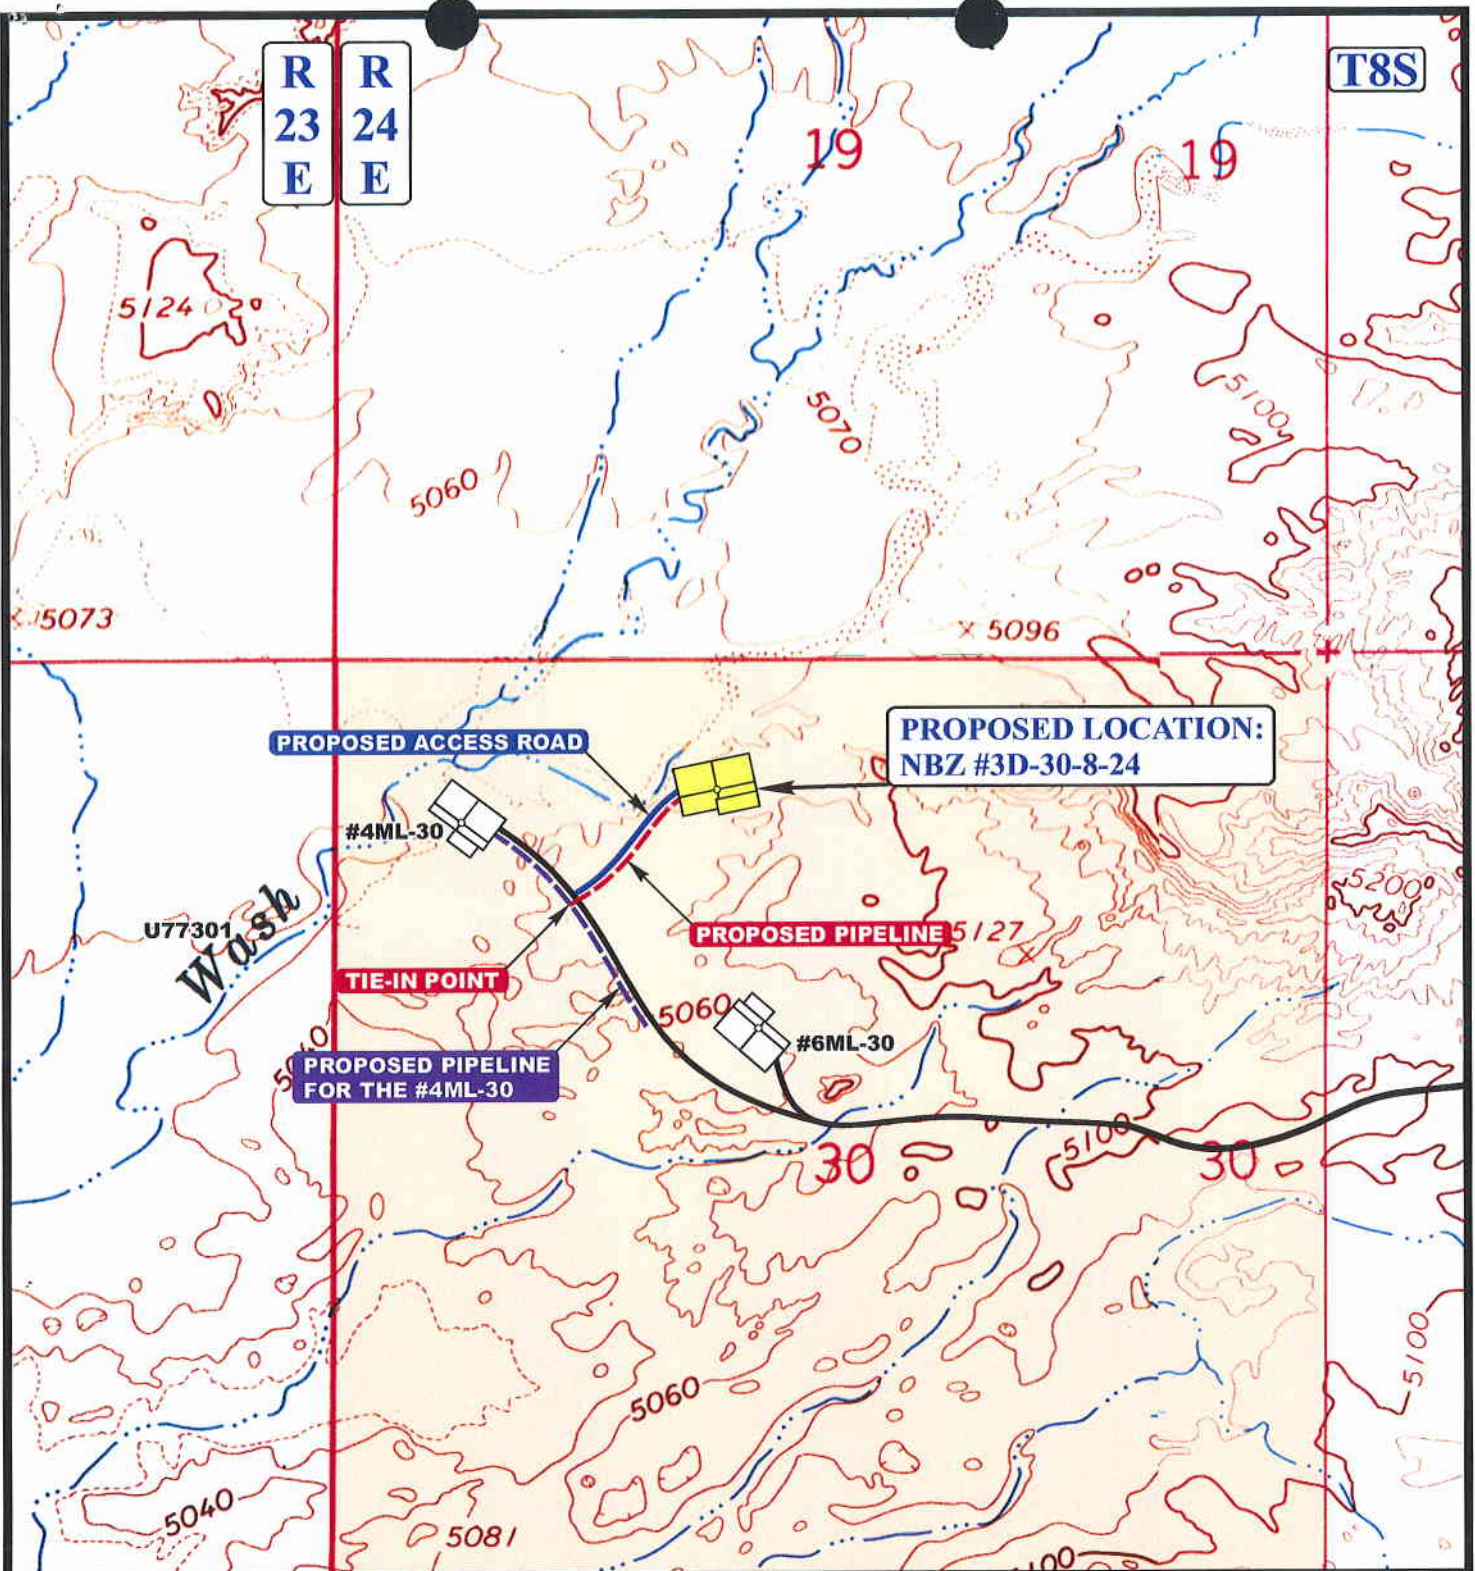 R
23
E
R
24
E
T8S
19
19
5124
5100
5070
5060
5073
5096
PROPOSED ACCESS ROAD
PROPOSED LOCATION:
NBZ #3D-30-8-24
#4ML-30
5200
U77301
Wash
PROPOSED PIPELINE
5127
TIE-IN POINT
5060
#6ML-30
5040
PROPOSED PIPELINE
FOR THE #4ML-30
5100
30
30
5100
5060
5040
5081